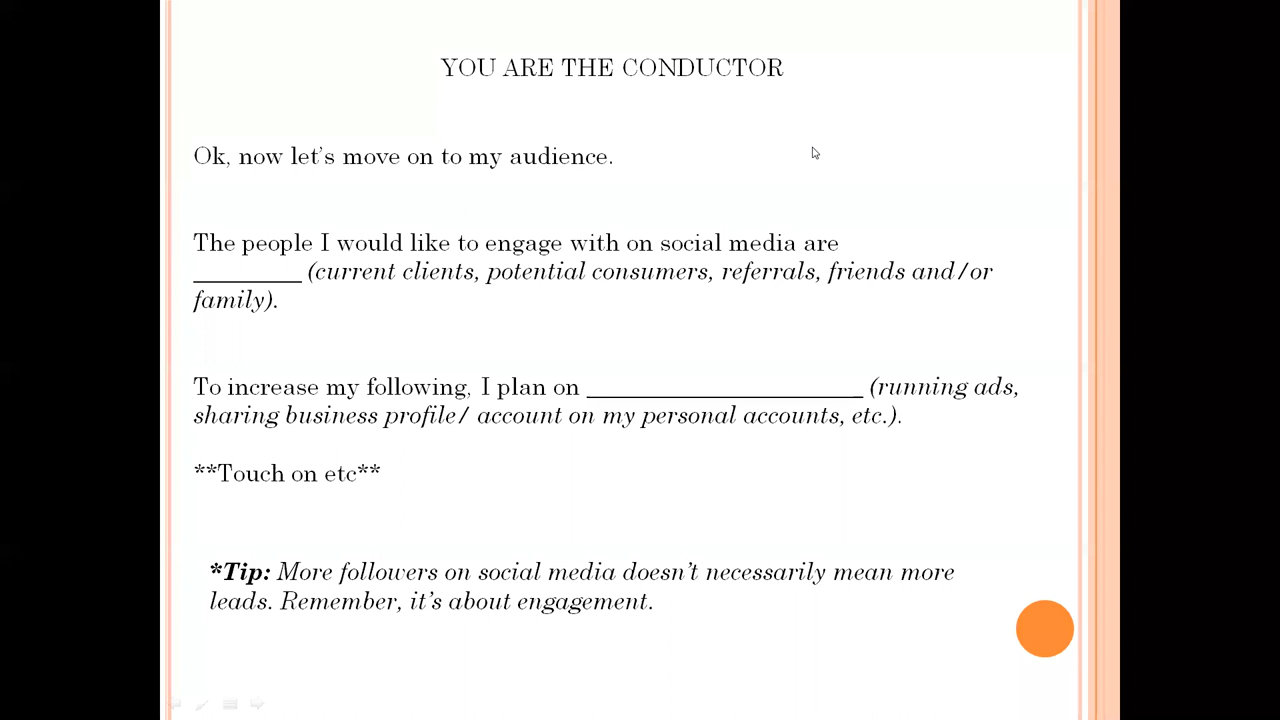 YOU ARE THE CONDUCTOR
Ok, now let's move on to my audience.
The people I would like to engage with on social media are
_________ (current clients, potential consumers, referrals, friends and/or
family).
To increase my following, I plan on _______________________ (running ads,
sharing business profile/ account on my personal accounts, etc.).
**Touch on etc**
*Tip: More followers on social media doesn't necessarily mean more
leads. Remember, it's about engagement.